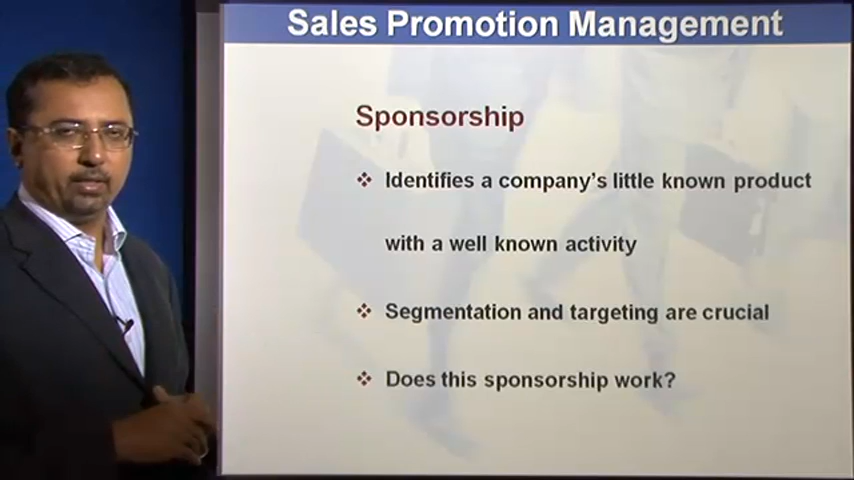 Sales Promotion Management
Sponsorship
Identifies a company's little known product
with a well known activity
Segmentation and targeting are crucial
Does this sponsorship work?